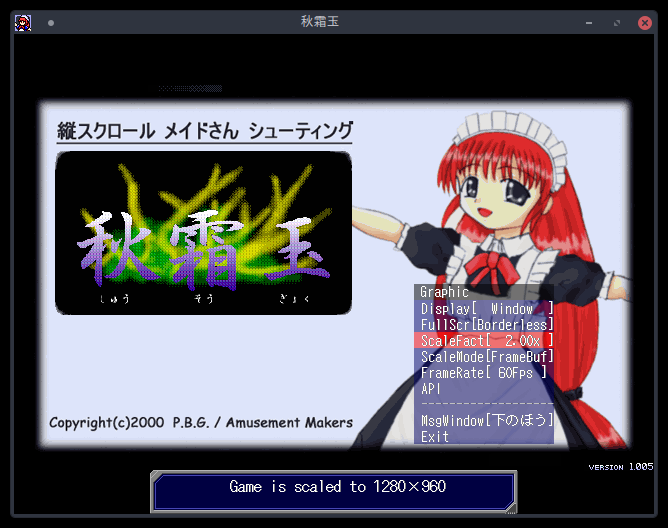 秋霜玉
縦スクロール メイドさん シューティング
秋霜玉
しゅう そう ぎょく
Graphic
Display[ Window ]
FullScr[Borderless]
ScaleFact[ 2.00x ]
ScaleMode[FrameBuf]
FrameRate[ 60Fps ]
API
-------------------
MsgWindow[下のほう]
Exit
Copyright(c)2000 P.B.G. / Amusement Makers
VERSION 1.005
Game is scaled to 1280×960